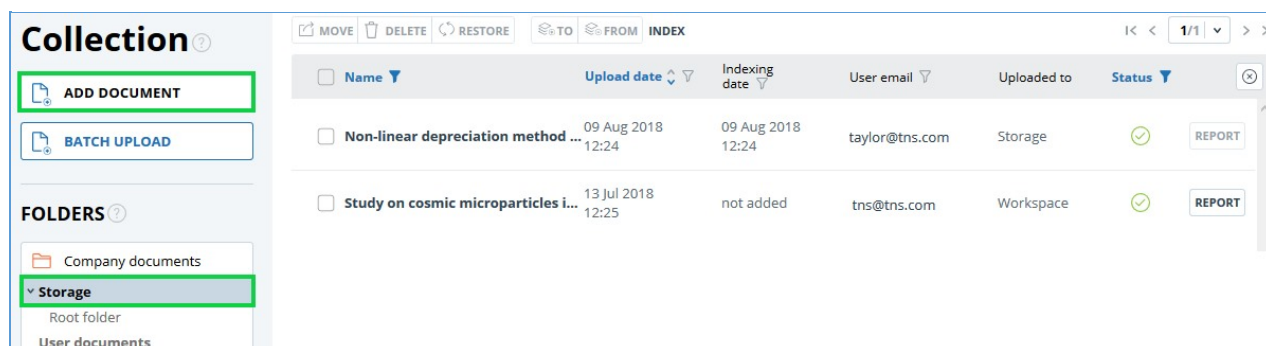 Collection ?
ADD DOCUMENT
BATCH UPLOAD
FOLDERS ?
Company documents
Storage
Root folder
User documents
MOVE DELETE RESTORE TO FROM INDEX 1/1
Name Upload date Indexing date User email Uploaded to Status
Non-linear depreciation method ... 09 Aug 2018 12:24 09 Aug 2018 12:24 taylor@tns.com Storage REPORT
Study on cosmic microparticles i... 13 Jul 2018 12:25 not added tns@tns.com Workspace REPORT